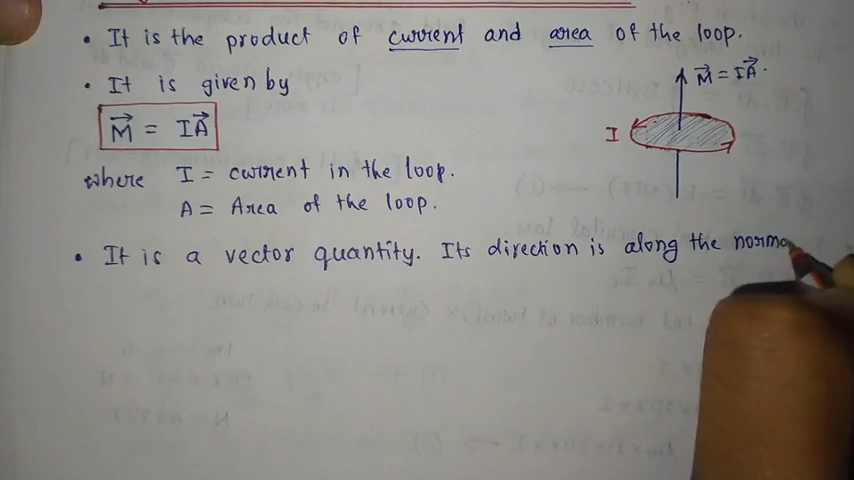 • It is the product of current and area of the loop.
• It is given by
M⃗ = IA⃗
M⃗ = IA⃗.
I
where I = current in the loop.
A = Area of the loop.
• It is a vector quantity. Its direction is along the norma